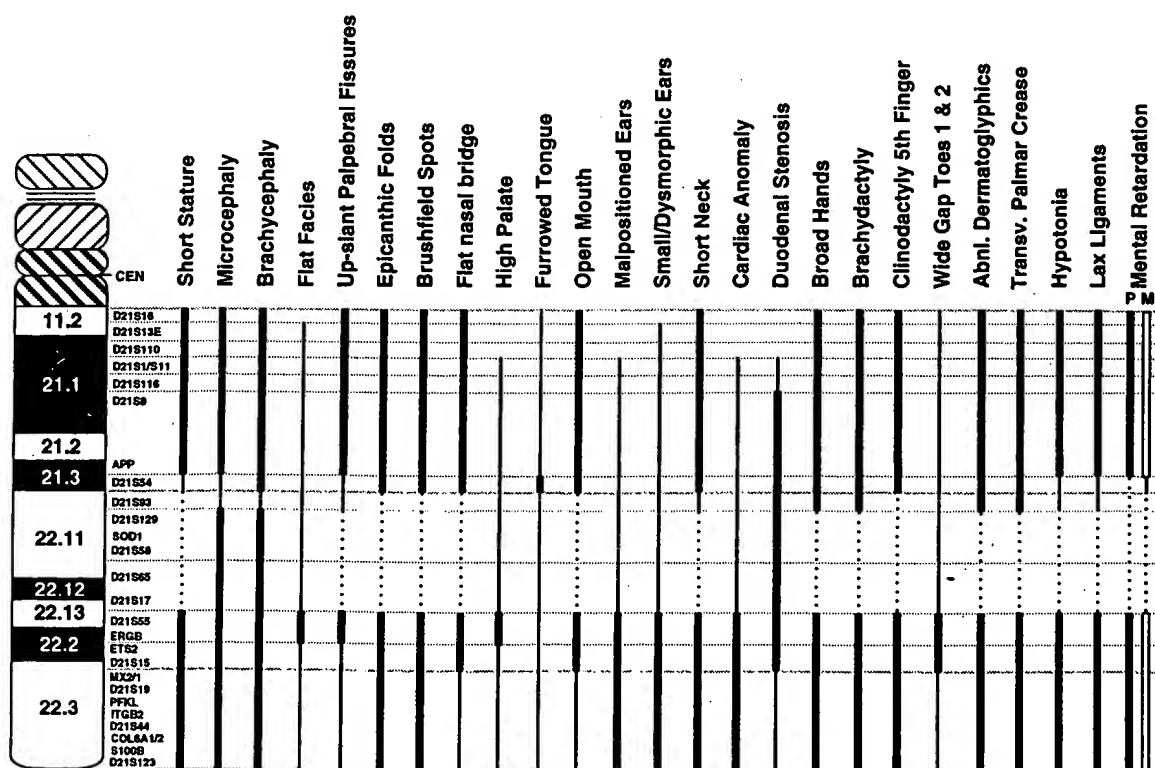 Short Stature
Microcephaly
Brachycephaly
Flat Facies
Up-slant Palpebral Fissures
Epicanthic Folds
Brushfield Spots
Flat nasal bridge
High Palate
Furrowed Tongue
Open Mouth
Malpositioned Ears
Small/Dysmorphic Ears
Short Neck
Cardiac Anomaly
Duodenal Stenosis
Broad Hands
Brachydactyly
Clinodactyly 5th Finger
Wide Gap Toes 1 & 2
Abnl. Dermatoglyphics
Transv. Palmar Crease
Hypotonia
Lax Ligaments
Mental Retardation
P M
CEN
11.2
21.1
21.2
21.3
22.11
22.12
22.13
22.2
22.3
D21S16
D21S13E
D21S110
D21S1/S11
D21S116
D21S8
APP
D21S54
D21S93
D21S129
SOD1
D21S58
D21S65
D21S17
D21S55
ERGB
ETS2
D21S15
MX2/1
D21S19
PFKL
ITGB2
D21S44
COL6A1/2
S100B
D21S123